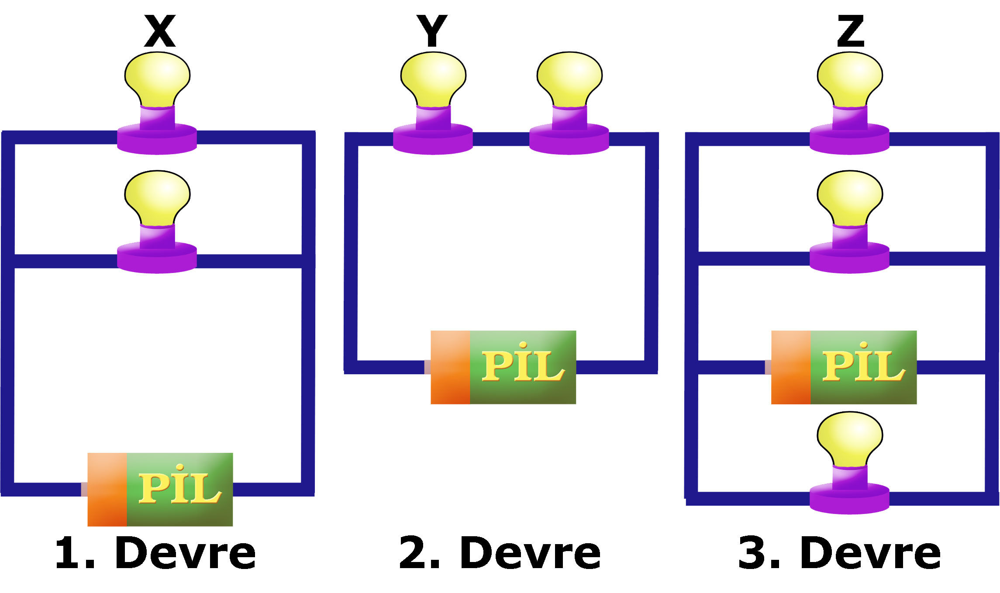 X
Y
Z
PİL
PİL
PİL
1. Devre
2. Devre
3. Devre